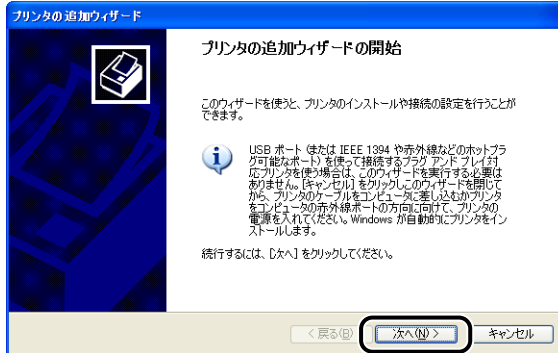 プリンタの追加ウィザード
プリンタの追加ウィザードの開始
このウィザードを使うと、プリンタのインストールや接続の設定を行うことが
できます。
USB ポート (または IEEE 1394 や赤外線などのホットプラ
グ可能なポート) を使って接続するプラグ アンド プレイ対
応プリンタを使う場合は、このウィザードを実行する必要は
ありません。[キャンセル] をクリックしこのウィザードを閉じて
から、プリンタのケーブルをコンピュータに差し込むかプリンタ
をコンピュータの赤外線ポートの方向に向けて、プリンタの
電源を入れてください。Windows が自動的にプリンタをイン
ストールします。
続行するには、[次へ] をクリックしてください。
< 戻る(B)
次へ(N) >
キャンセル